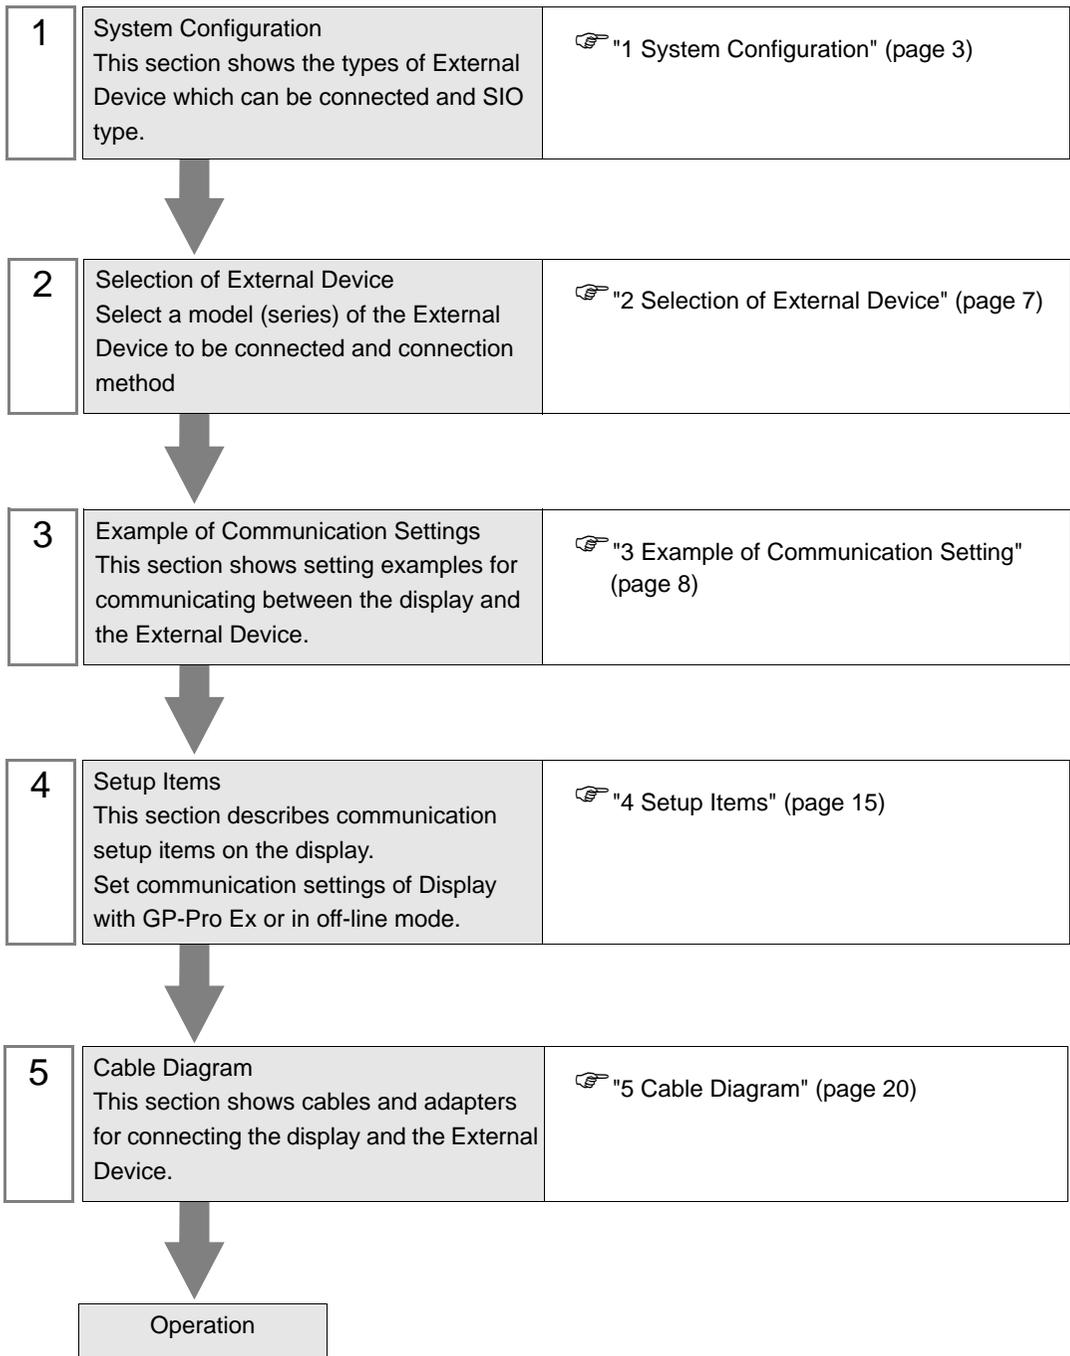 1
System Configuration
This section shows the types of External
Device which can be connected and SIO
type.
"1 System Configuration" (page 3)
2
Selection of External Device
Select a model (series) of the External
Device to be connected and connection
method
"2 Selection of External Device" (page 7)
3
Example of Communication Settings
This section shows setting examples for
communicating between the display and
the External Device.
"3 Example of Communication Setting"
(page 8)
4
Setup Items
This section describes communication
setup items on the display.
Set communication settings of Display
with GP-Pro Ex or in off-line mode.
"4 Setup Items" (page 15)
5
Cable Diagram
This section shows cables and adapters
for connecting the display and the External
Device.
"5 Cable Diagram" (page 20)
Operation